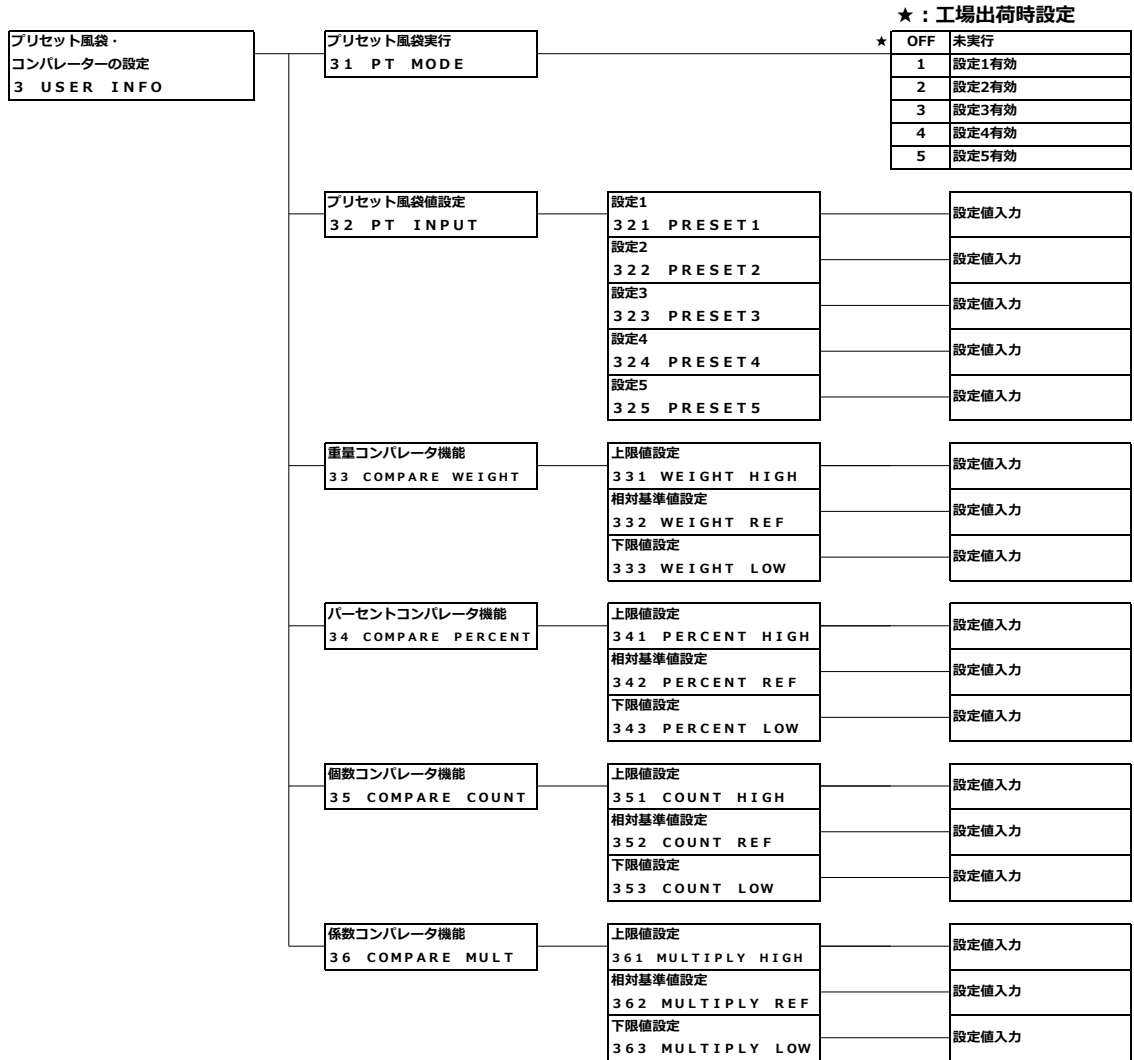 ★：工場出荷時設定
プリセット風袋・
コンパレーターの設定
3 USER INFO
プリセット風袋実行
31 PT MODE
★ OFF 未実行
1 設定1有効
2 設定2有効
3 設定3有効
4 設定4有効
5 設定5有効
プリセット風袋値設定
32 PT INPUT
設定1
321 PRESET1
設定値入力
設定2
322 PRESET2
設定値入力
設定3
323 PRESET3
設定値入力
設定4
324 PRESET4
設定値入力
設定5
325 PRESET5
設定値入力
重量コンパレータ機能
33 COMPARE WEIGHT
上限値設定
331 WEIGHT HIGH
設定値入力
相対基準値設定
332 WEIGHT REF
設定値入力
下限値設定
333 WEIGHT LOW
設定値入力
パーセントコンパレータ機能
34 COMPARE PERCENT
上限値設定
341 PERCENT HIGH
設定値入力
相対基準値設定
342 PERCENT REF
設定値入力
下限値設定
343 PERCENT LOW
設定値入力
個数コンパレータ機能
35 COMPARE COUNT
上限値設定
351 COUNT HIGH
設定値入力
相対基準値設定
352 COUNT REF
設定値入力
下限値設定
353 COUNT LOW
設定値入力
係数コンパレータ機能
36 COMPARE MULT
上限値設定
361 MULTIPLY HIGH
設定値入力
相対基準値設定
362 MULTIPLY REF
設定値入力
下限値設定
363 MULTIPLY LOW
設定値入力